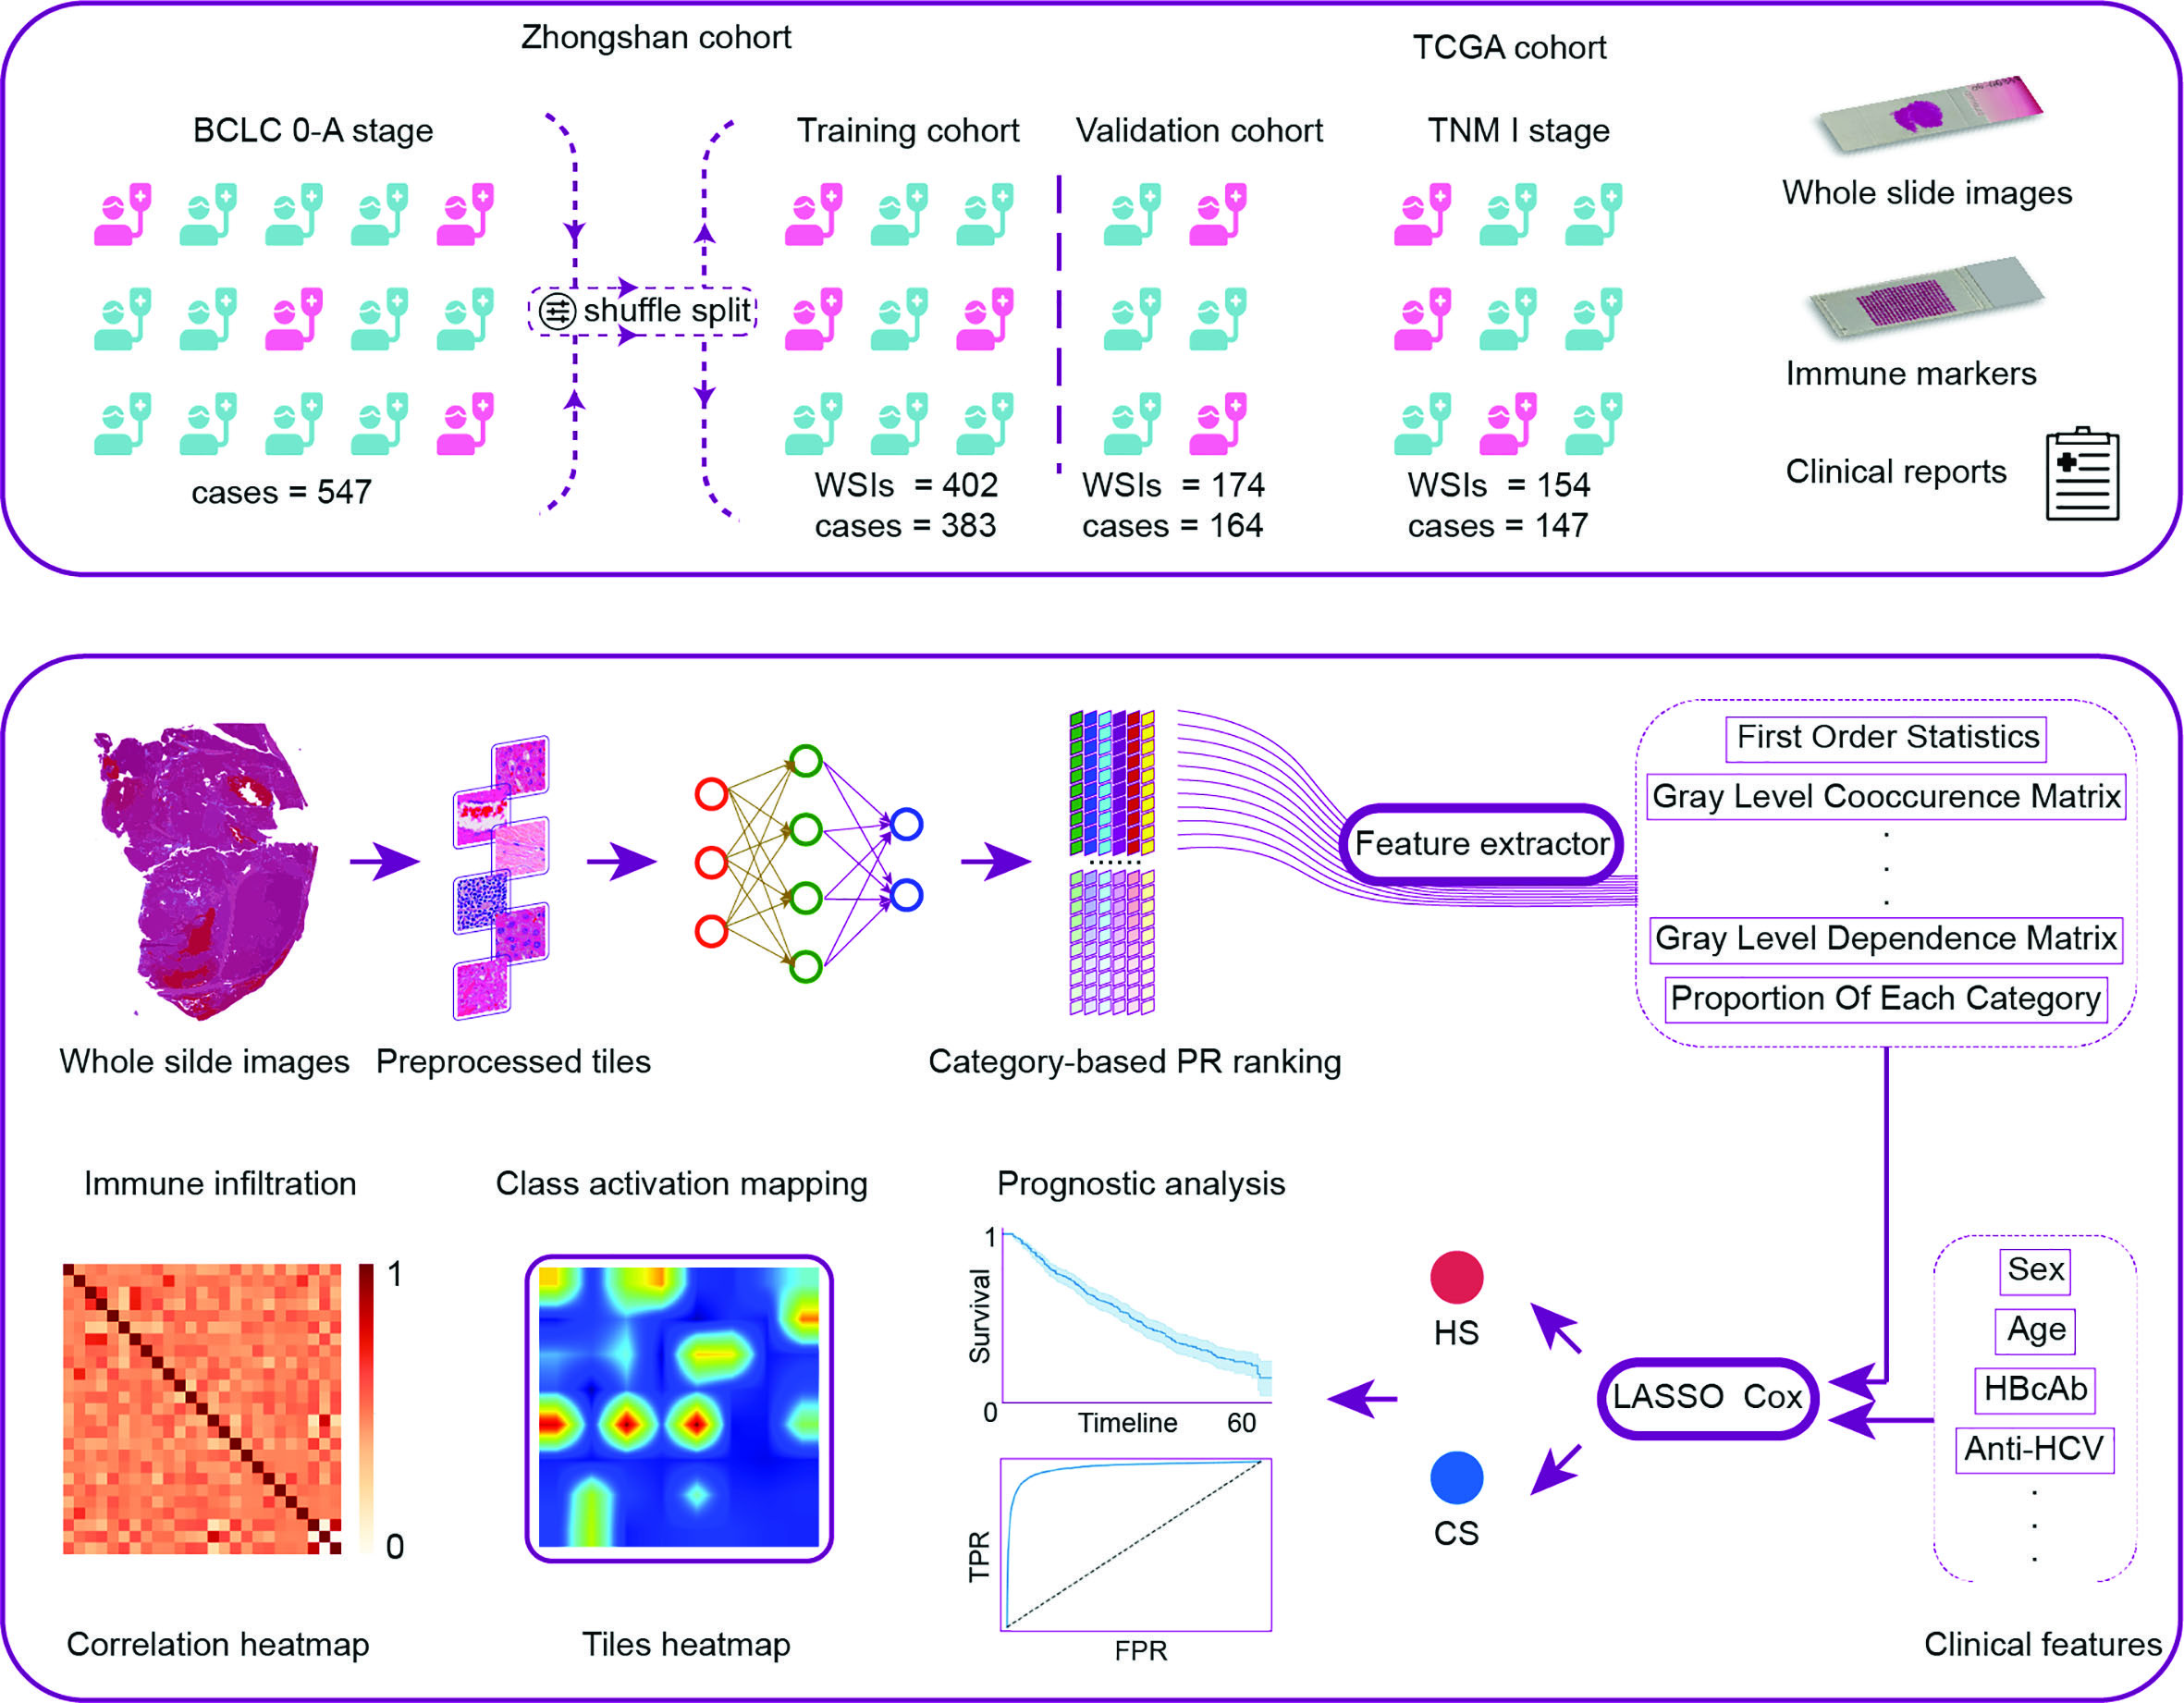 Zhongshan cohort
TCGA cohort
BCLC 0-A stage
Training cohort
Validation cohort
TNM I stage
shuffle split
cases = 547
WSIs = 402
cases = 383
WSIs = 174
cases = 164
WSIs = 154
cases = 147
Whole slide images
Immune markers
Clinical reports
Whole silde images
Preprocessed tiles
Category-based PR ranking
Feature extractor
First Order Statistics
Gray Level Cooccurence Matrix
.
.
.
Gray Level Dependence Matrix
Proportion Of Each Category
Immune infiltration
1
0
Correlation heatmap
Class activation mapping
Tiles heatmap
Prognostic analysis
1
Survival
0
Timeline
60
TPR
FPR
HS
CS
LASSO Cox
Sex
Age
HBcAb
Anti-HCV
.
.
.
Clinical features